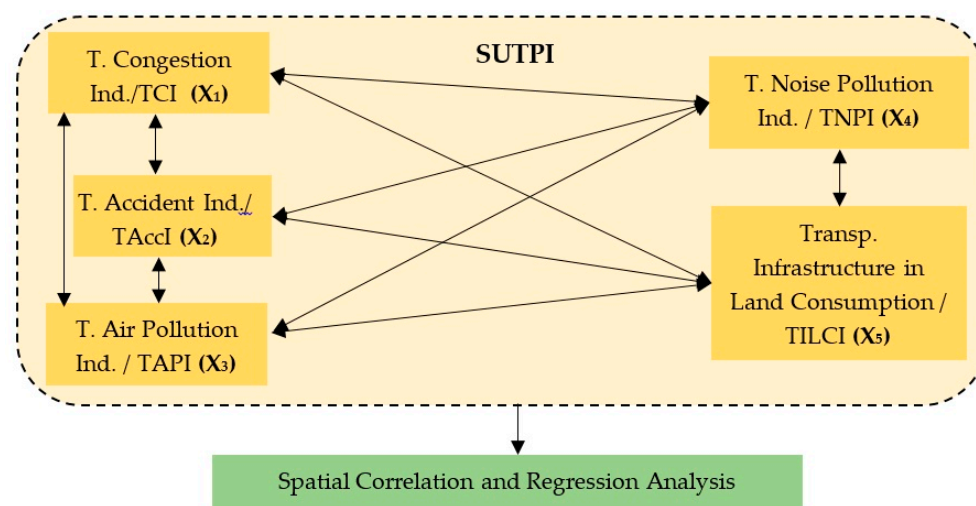 SUTPI
T. Congestion
Ind./TCI (X₁)
T. Accident Ind./
TAccI (X₂)
T. Air Pollution
Ind. / TAPI (X₃)
T. Noise Pollution
Ind. / TNPI (X₄)
Transp.
Infrastructure in
Land Consumption /
TILCI (X₅)
Spatial Correlation and Regression Analysis